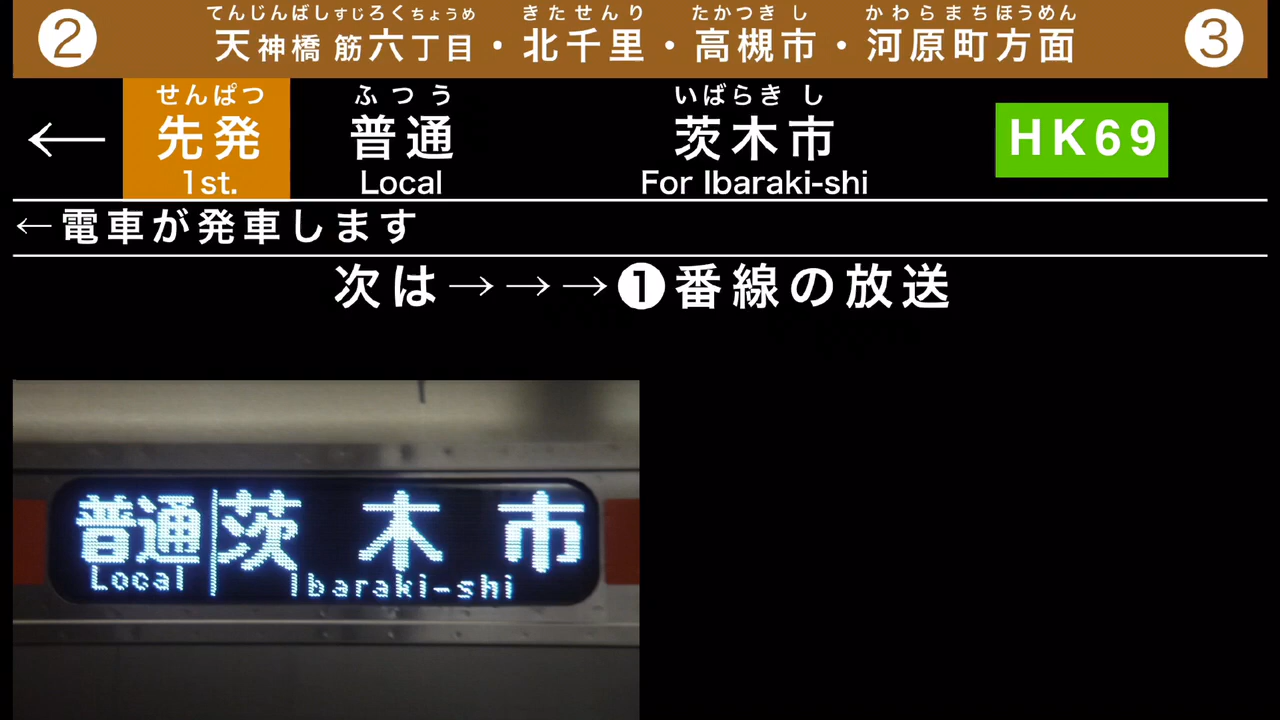 てんじんばしすじろくちょうめ きたせんり たかつきし かわらまちほうめん
② 天神橋筋六丁目・北千里・高槻市・河原町方面 ③
せんぱつ ふつう いばらきし
← 先発 普通 茨木市 HK69
1st. Local For Ibaraki-shi
←電車が発車します
次は→→→❶番線の放送
普通 茨木市
Local Ibaraki-shi